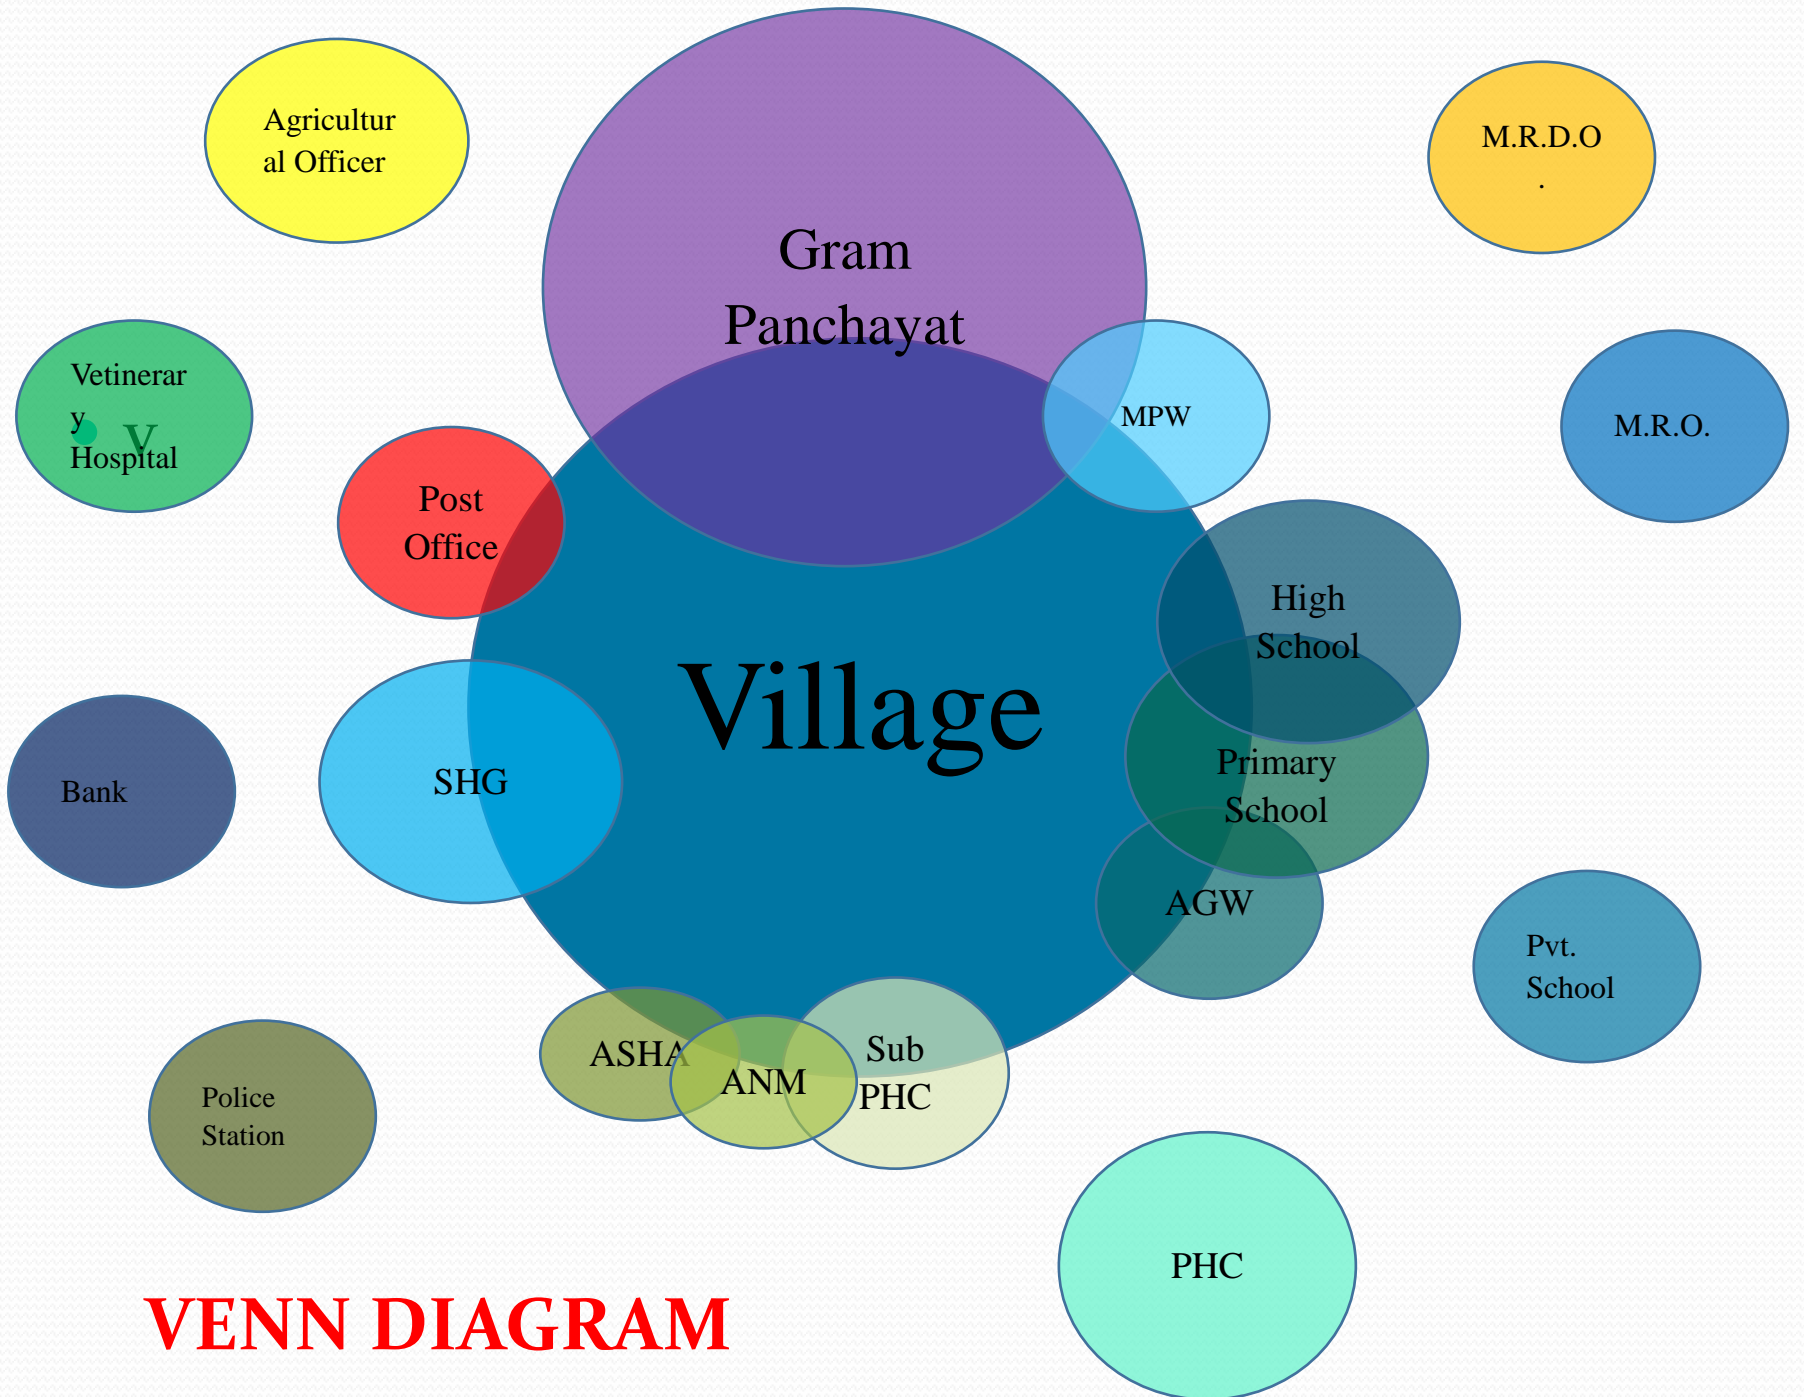 Agricultur
al Officer
M.R.D.O
.
Gram
Panchayat
Vetinerar
y
v
Hospital
MPW
M.R.O.
Post
Office
High
School
Village
SHG
Bank
Primary
School
AGW
Pvt.
School
ASHA
ANM
Sub
PHC
Police
Station
PHC
VENN DIAGRAM